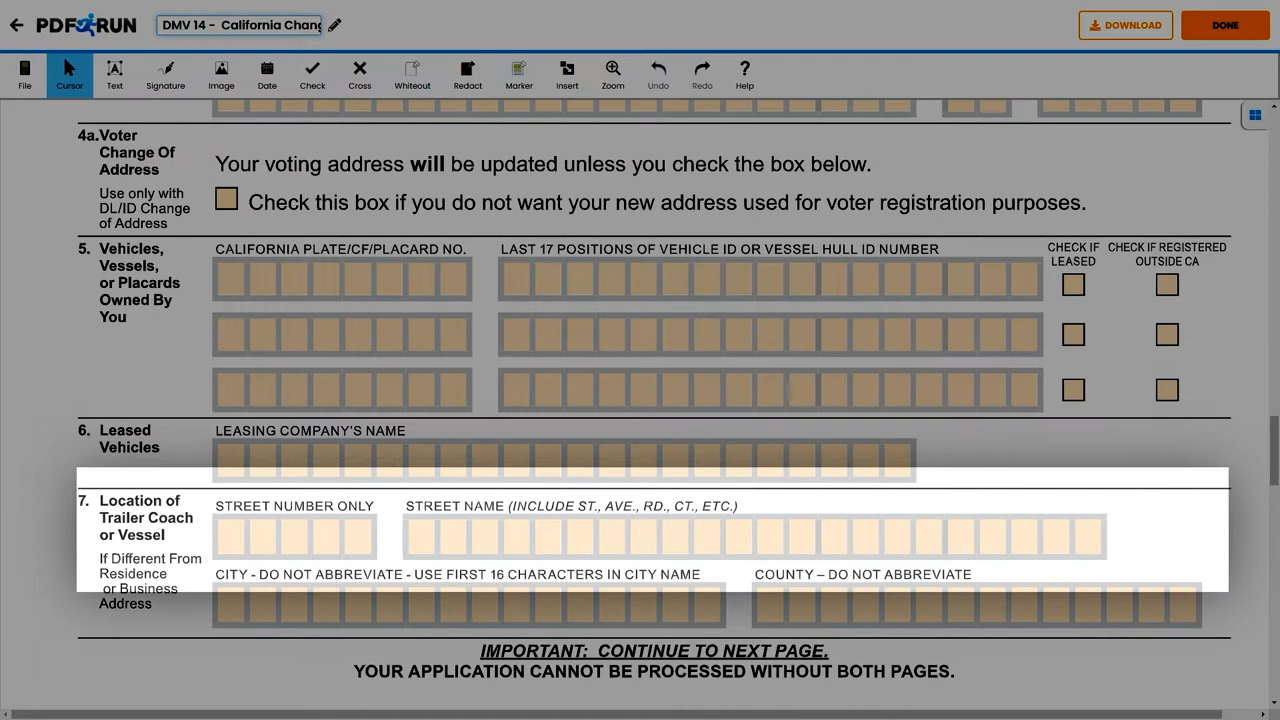 PDF RUN
DMV 14 - California Chang
DOWNLOAD
DONE
File
Cursor
Text
Signature
Image
Date
Check
Cross
Whiteout
Redact
Marker
Insert
Zoom
Undo
Redo
Help
4a. Voter
Change Of
Address
Use only with
DL/ID Change
of Address
Your voting address will be updated unless you check the box below.
Check this box if you do not want your new address used for voter registration purposes.
5. Vehicles,
Vessels,
or Placards
Owned By
You
CALIFORNIA PLATE/CF/PLACARD NO.
LAST 17 POSITIONS OF VEHICLE ID OR VESSEL HULL ID NUMBER
CHECK IF
LEASED
CHECK IF REGISTERED
OUTSIDE CA
6. Leased
Vehicles
LEASING COMPANY'S NAME
7. Location of
Trailer Coach
or Vessel
If Different From
Residence
or Business
Address
STREET NUMBER ONLY
STREET NAME (INCLUDE ST., AVE., RD., CT., ETC.)
CITY - DO NOT ABBREVIATE - USE FIRST 16 CHARACTERS IN CITY NAME
COUNTY – DO NOT ABBREVIATE
IMPORTANT: CONTINUE TO NEXT PAGE.
YOUR APPLICATION CANNOT BE PROCESSED WITHOUT BOTH PAGES.